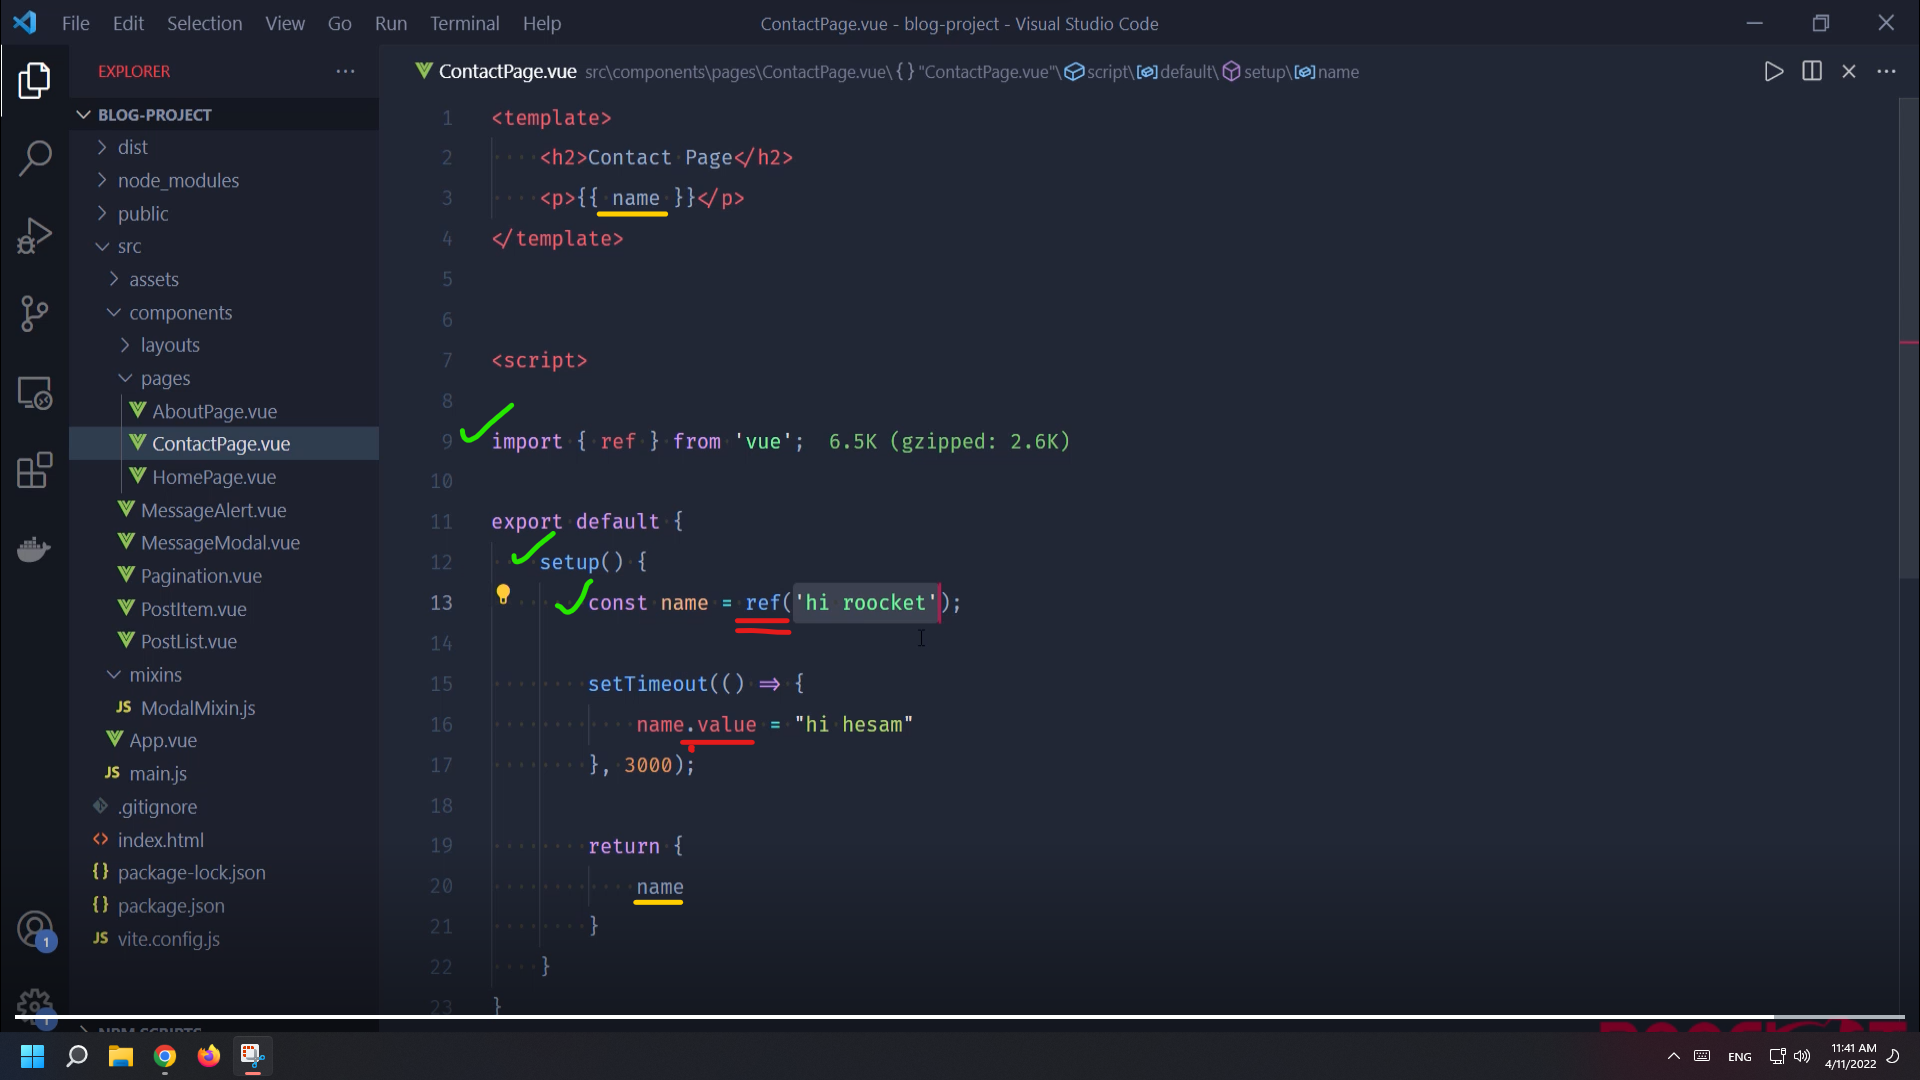 File Edit Selection View Go Run Terminal Help
ContactPage.vue - blog-project - Visual Studio Code
EXPLORER
ContactPage.vue src\components\pages\ContactPage.vue\{} "ContactPage.vue"\script\default\setup\name
BLOG-PROJECT
dist
node_modules
public
src
assets
components
layouts
pages
AboutPage.vue
ContactPage.vue
HomePage.vue
MessageAlert.vue
MessageModal.vue
Pagination.vue
PostItem.vue
PostList.vue
mixins
JS ModalMixin.js
App.vue
JS main.js
.gitignore
<> index.html
{} package-lock.json
{} package.json
JS vite.config.js
NPM SCRIPTS
1
1
1 <template>
2 <h2>Contact Page</h2>
3 <p>{{ name }}</p>
4 </template>
5
6
7 <script>
8
9 import { ref } from 'vue'; 6.5K (gzipped: 2.6K)
10
11 export default {
12 setup() {
13 const name = ref('hi roocket');
14
15 setTimeout(() => {
16 name.value = "hi hesam"
17 }, 3000);
18
19 return {
20 name
21 }
22 }
23 }
ENG
11:41 AM
4/11/2022